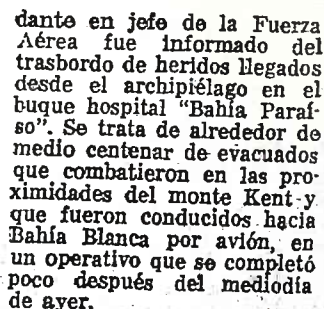 dante en jefe de la Fuerza
Aérea fue informado del
trasbordo de heridos llegados
desde el archipiélago en el
buque hospital "Bahía Paraí-
so". Se trata de alrededor de
medio centenar de evacuados
que combatieron en las pro-
ximidades del monte Kent y
que fueron conducidos hacia
Bahía Blanca por avión, en
un operativo que se completó
poco después del mediodía
de ayer.